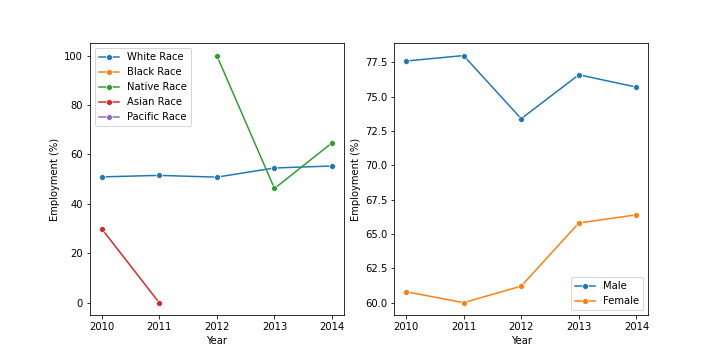 White Race
Black Race
Native Race
Asian Race
Pacific Race
Employment (%)
100
80
60
40
20
0
2010 2011 2012 2013 2014
Year
Male
Female
Employment (%)
77.5
75.0
72.5
70.0
67.5
65.0
62.5
60.0
2010 2011 2012 2013 2014
Year